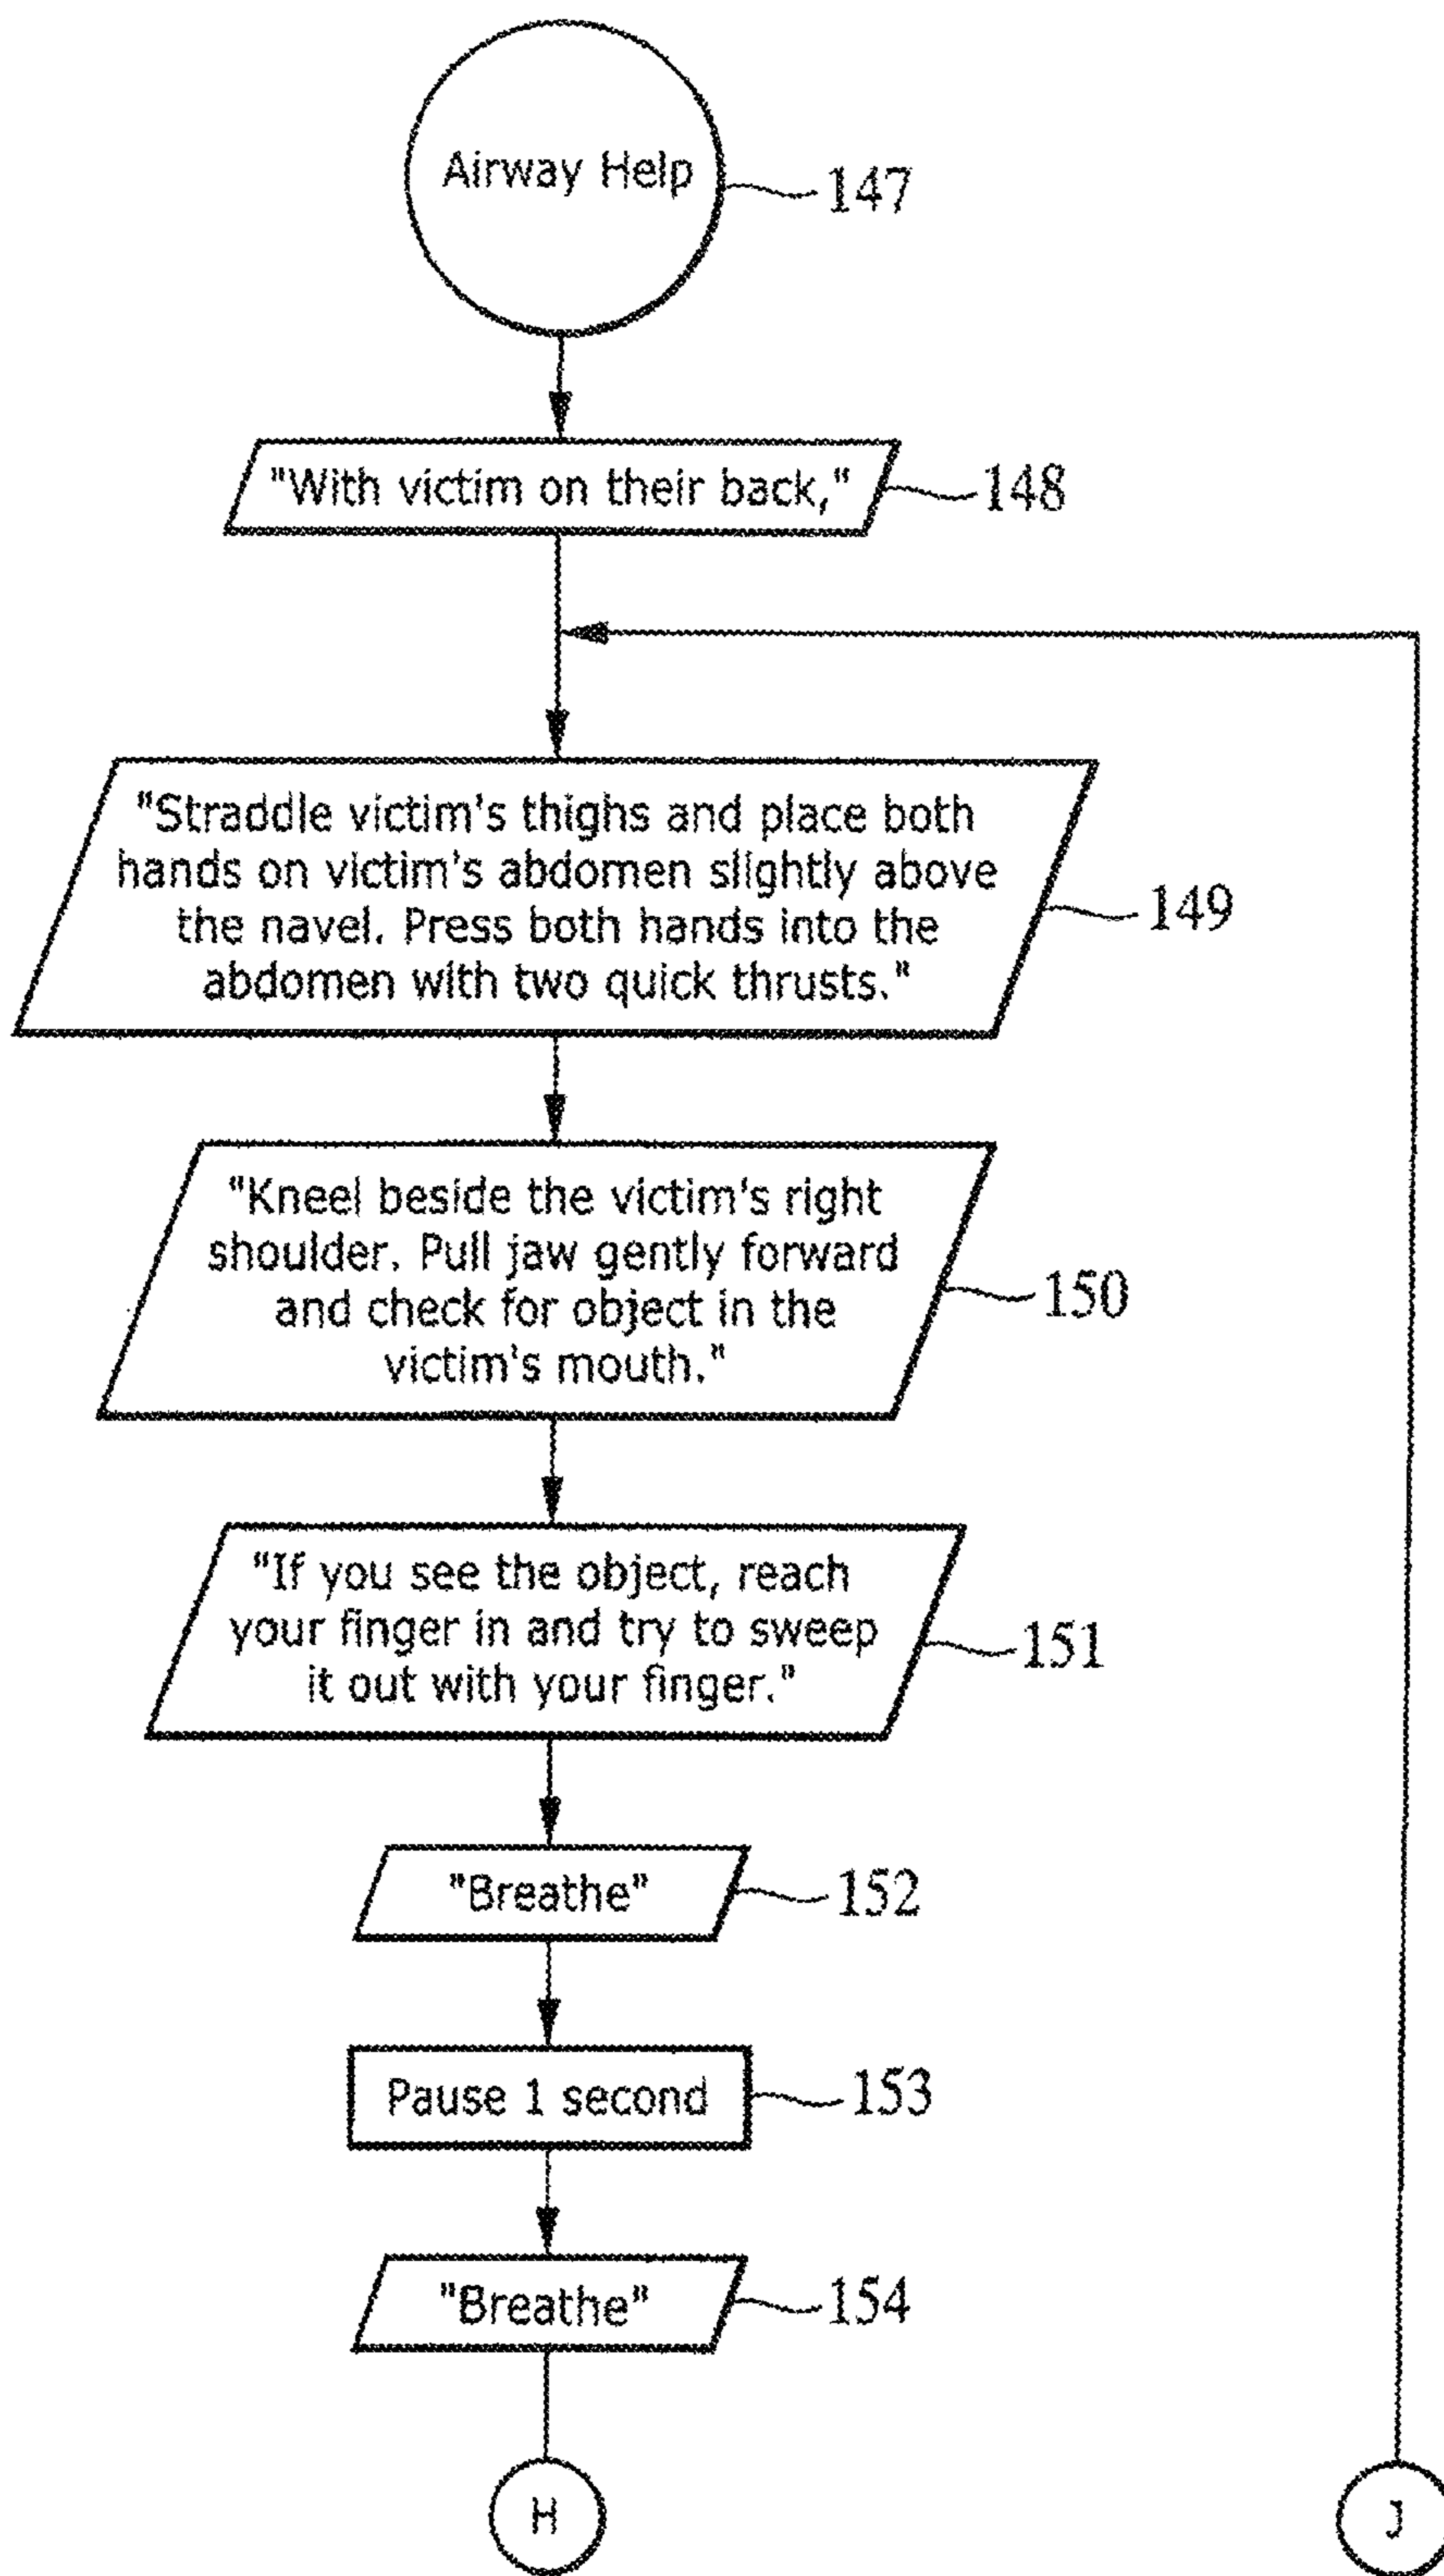 Airway Help
147
"With victim on their back,"
148
"Straddle victim's thighs and place both
hands on victim's abdomen slightly above
the navel. Press both hands into the
abdomen with two quick thrusts."
149
"Kneel beside the victim's right
shoulder. Pull jaw gently forward
and check for object in the
victim's mouth."
150
"If you see the object, reach
your finger in and try to sweep
it out with your finger."
151
"Breathe"
152
Pause 1 second
153
"Breathe"
154
H
J